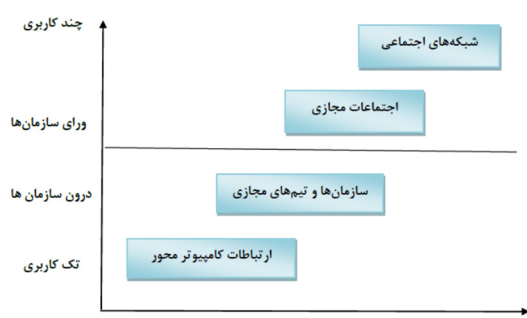 چند کاربری
شبکه‌های اجتماعی
اجتماعات مجازی
ورای سازمان‌ها
درون سازمان ها
سازمان‌ها و تیم‌های مجازی
ارتباطات کامپیوتر محور
تک کاربری